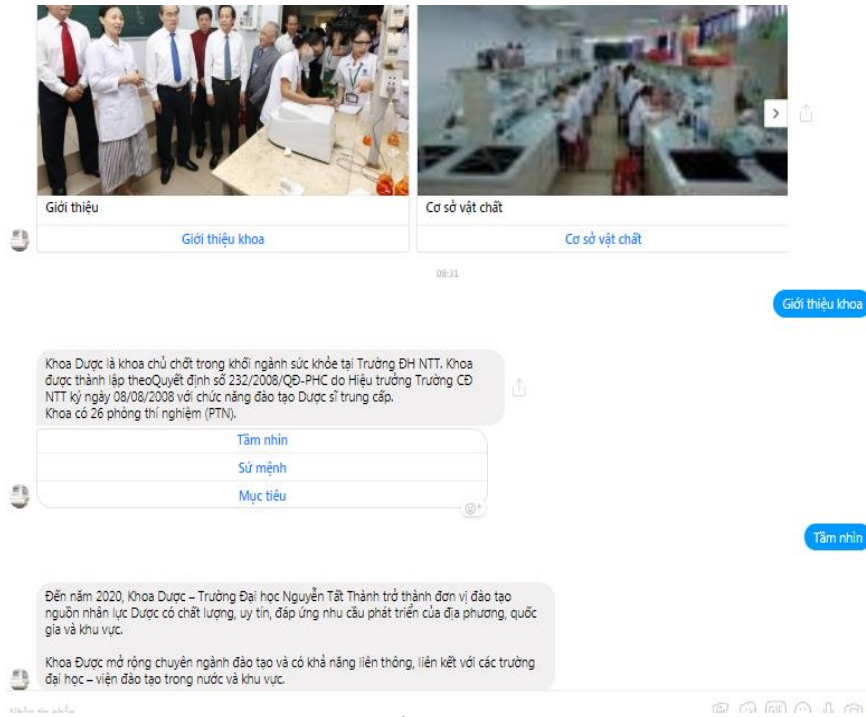 Giới thiệu
Giới thiệu khoa
Cơ sở vật chất
Cơ sở vật chất
08:31
Giới thiệu khoa
Khoa Dược là khoa chủ chốt trong khối ngành sức khỏe tại Trường ĐH NTT. Khoa
được thành lập theoQuyết định số 232/2008/QĐ-PHC do Hiệu trưởng Trường CĐ
NTT ký ngày 08/08/2008 với chức năng đào tạo Dược sĩ trung cấp.
Khoa có 26 phòng thí nghiệm (PTN).
Tầm nhìn
Sứ mệnh
Mục tiêu
Tầm nhìn
Đến năm 2020, Khoa Dược – Trường Đại học Nguyễn Tất Thành trở thành đơn vị đào tạo
nguồn nhân lực Dược có chất lượng, uy tín, đáp ứng nhu cầu phát triển của địa phương, quốc
gia và khu vực.
Khoa Được mở rộng chuyên ngành đào tạo và có khả năng liên thông, liên kết với các trường
đại học – viện đào tạo trong nước và khu vực.
GIF